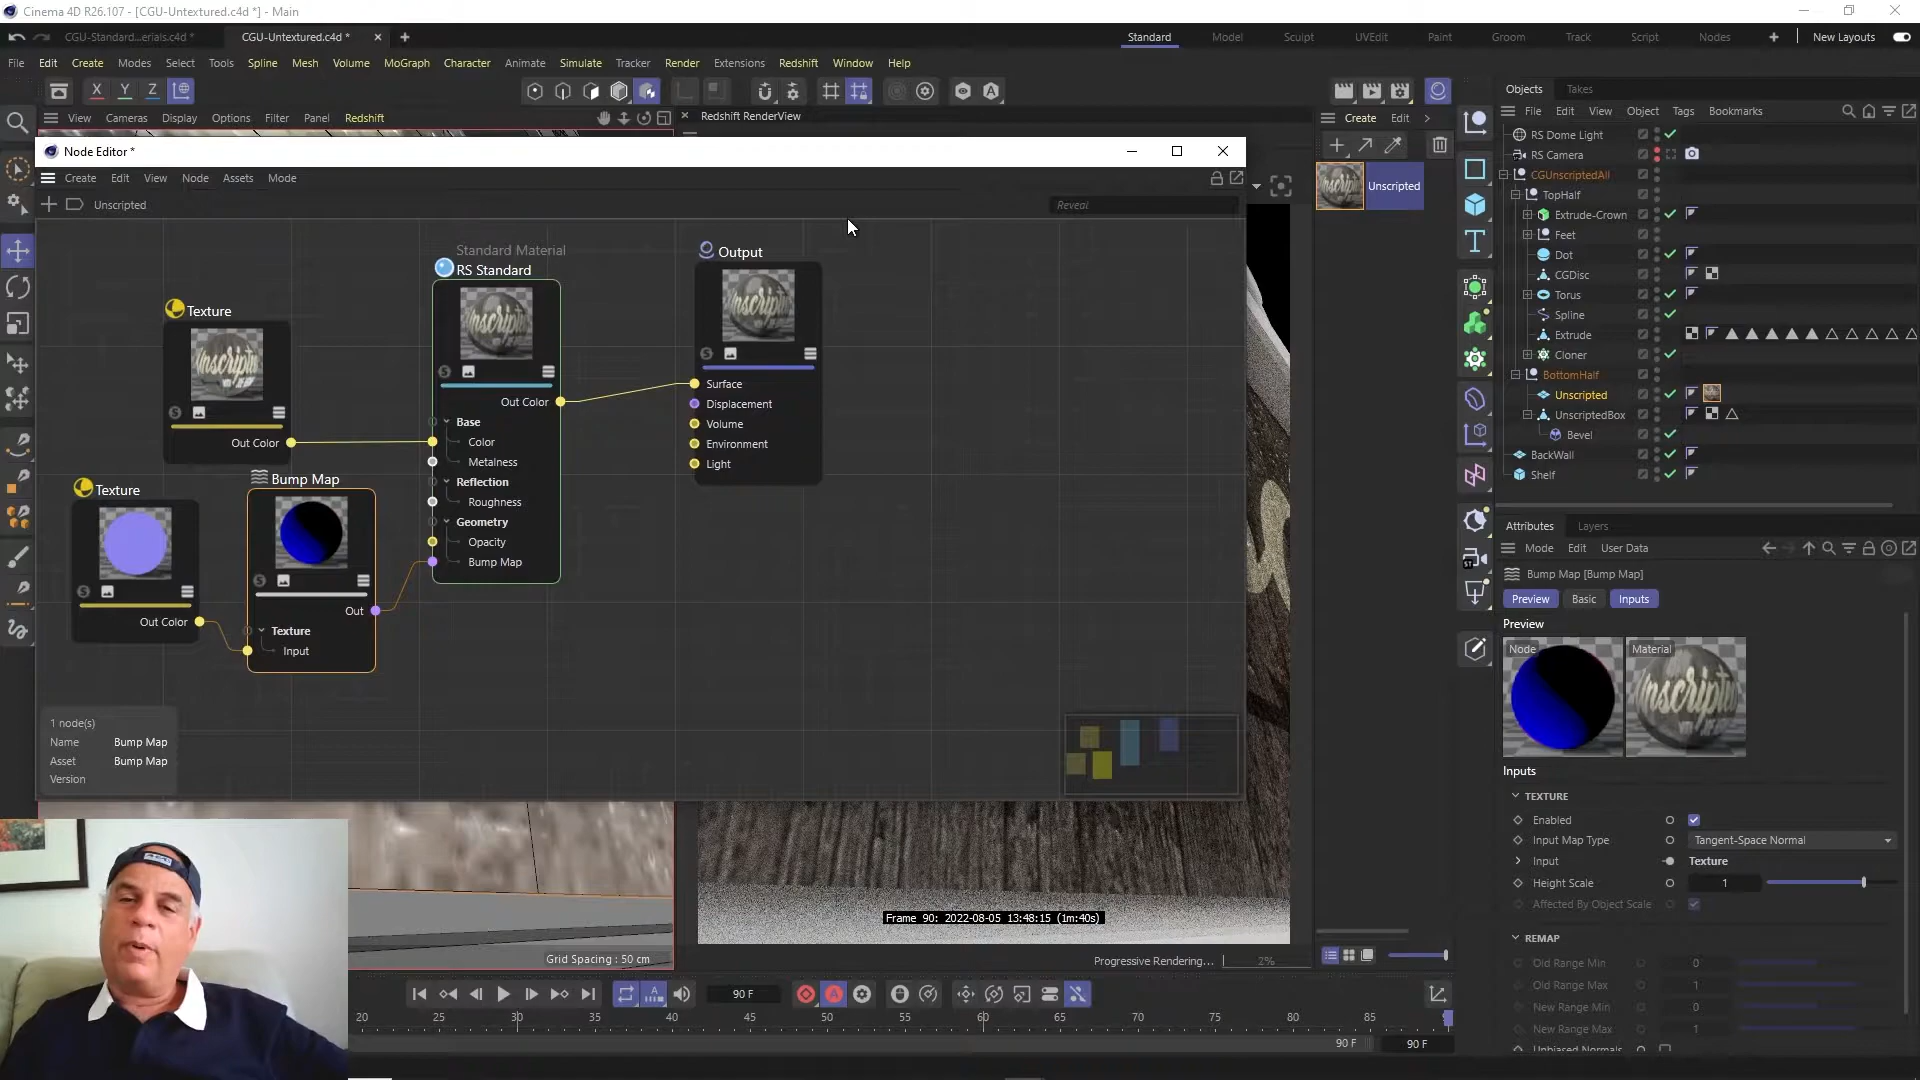 Cinema 4D R26.107 - [CGU-Untextured.c4d *] - Main
CGU-Standard...erials.c4d *
CGU-Untextured.c4d *
Standard
Model
Sculpt
UVEdit
Paint
Groom
Track
Script
Nodes
New Layouts
File
Edit
Create
Modes
Select
Tools
Spline
Mesh
Volume
MoGraph
Character
Animate
Simulate
Tracker
Render
Extensions
Redshift
Window
Help
X
Y
Z
View
Cameras
Display
Options
Filter
Panel
Redshift
Redshift RenderView
Create
Edit
Unscripted
Node Editor *
Create
Edit
View
Node
Assets
Mode
Unscripted
Reveal
Texture
Out Color
Texture
Out Color
Bump Map
Out
Texture
Input
Standard Material
RS Standard
Out Color
Base
Color
Metalness
Reflection
Roughness
Geometry
Opacity
Bump Map
Output
Surface
Displacement
Volume
Environment
Light
1 node(s)
Name Bump Map
Asset Bump Map
Version
Grid Spacing : 50 cm
Frame 90: 2022-08-05 13:48:15 (1m:40s)
Progressive Rendering...
2%
90 F
20 25 30 35 40 45 50 55 60 65 70 75 80 85
90 F
90 F
Objects
Takes
File
Edit
View
Object
Tags
Bookmarks
RS Dome Light
RS Camera
CGUnscriptedAll
TopHalf
Extrude-Crown
Feet
Dot
CGDisc
Torus
Spline
Extrude
Cloner
BottomHalf
Unscripted
UnscriptedBox
Bevel
BackWall
Shelf
Attributes
Layers
Mode
Edit
User Data
Bump Map [Bump Map]
Preview
Basic
Inputs
Preview
Node
Material
Inputs
TEXTURE
Enabled
Input Map Type Tangent-Space Normal
Input Texture
Height Scale 1
Affected By Object Scale
REMAP
Old Range Min 0
Old Range Max 1
New Range Min 0
New Range Max 1
Unbiased Normals